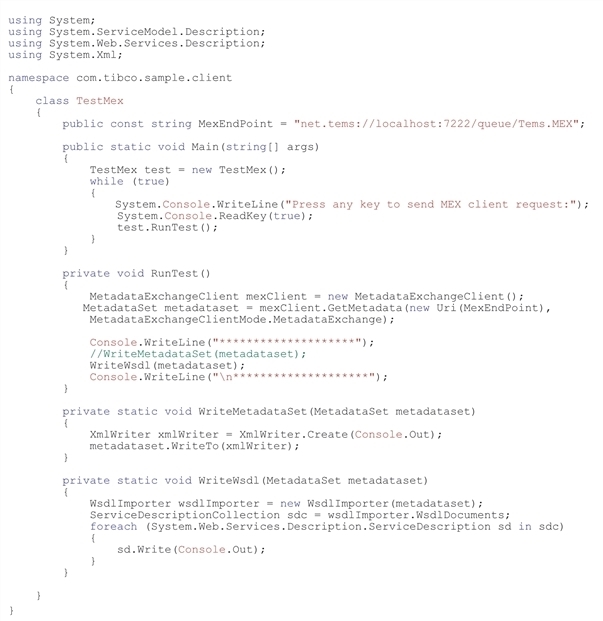 using System;
using System.ServiceModel.Description;
using System.Web.Services.Description;
using System.Xml;
namespace com.tibco.sample.client
{
class TestMex
{
public const string MexEndPoint = "net.tems://localhost:7222/queue/Tems.MEX";
public static void Main(string[] args)
{
TestMex test = new TestMex();
while (true)
{
System.Console.WriteLine("Press any key to send MEX client request:");
System.Console.ReadKey(true);
test.RunTest();
}
}
private void RunTest()
{
MetadataExchangeClient mexClient = new MetadataExchangeClient();
MetadataSet metadataset = mexClient.GetMetadata(new Uri(MexEndPoint),
MetadataExchangeClientMode.MetadataExchange);
Console.WriteLine("********************");
//WriteMetadataSet(metadataset);
WriteWsdl(metadataset);
Console.WriteLine("\n********************");
}
private static void WriteMetadataSet(MetadataSet metadataset)
{
XmlWriter xmlWriter = XmlWriter.Create(Console.Out);
metadataset.WriteTo(xmlWriter);
}
private static void WriteWsdl(MetadataSet metadataset)
{
WsdlImporter wsdlImporter = new WsdlImporter(metadataset);
ServiceDescriptionCollection sdc = wsdlImporter.WsdlDocuments;
foreach (System.Web.Services.Description.ServiceDescription sd in sdc)
{
sd.Write(Console.Out);
}
}
}
}